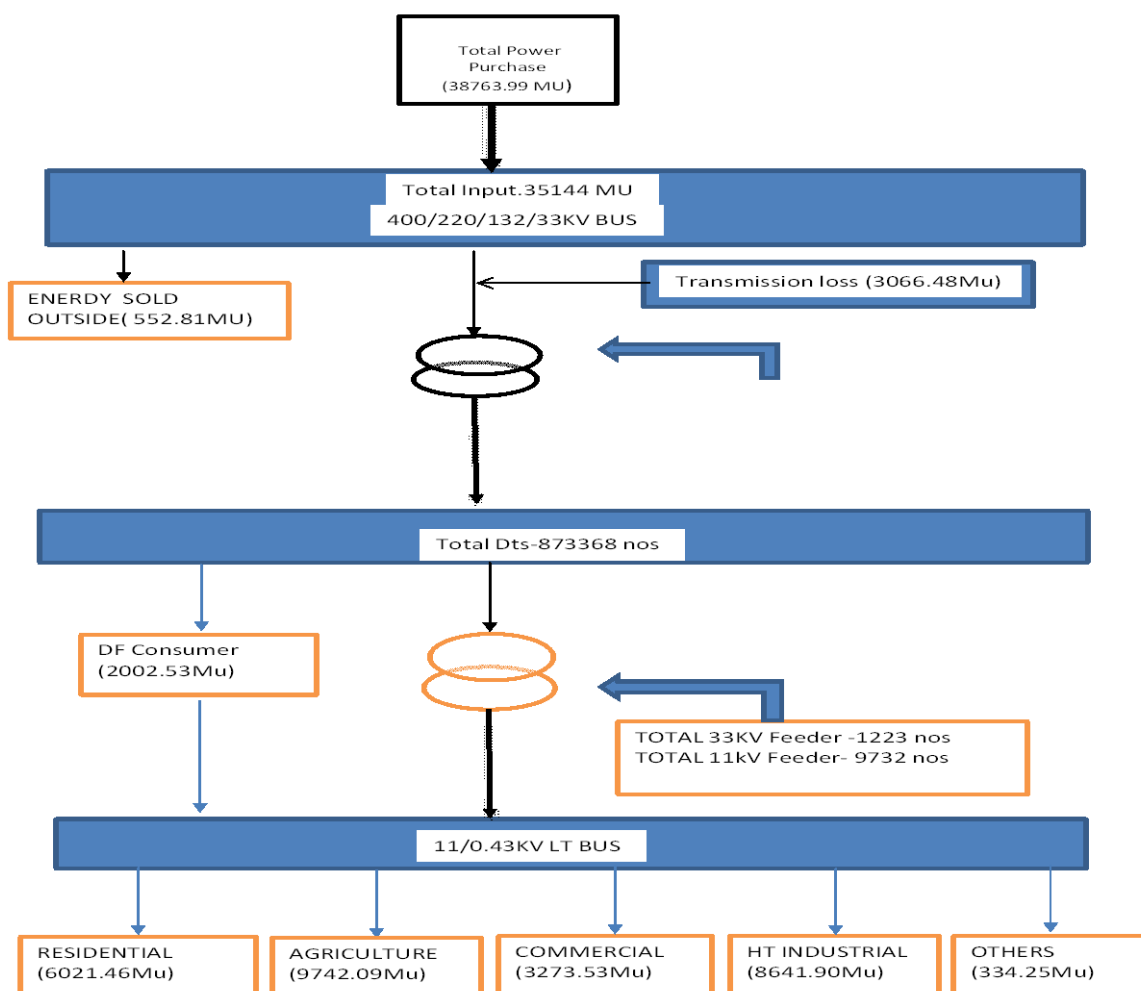 Total Power
Purchase
(38763.99 MU)
Total Input.35144 MU
400/220/132/33KV BUS
Transmission loss (3066.48Mu)
ENERDY SOLD
OUTSIDE( 552.81MU)
Total Dts-873368 nos
DF Consumer
(2002.53Mu)
TOTAL 33KV Feeder -1223 nos
TOTAL 11kV Feeder- 9732 nos
11/0.43KV LT BUS
RESIDENTIAL
(6021.46Mu)
AGRICULTURE
(9742.09Mu)
COMMERCIAL
(3273.53Mu)
HT INDUSTRIAL
(8641.90Mu)
OTHERS
(334.25Mu)